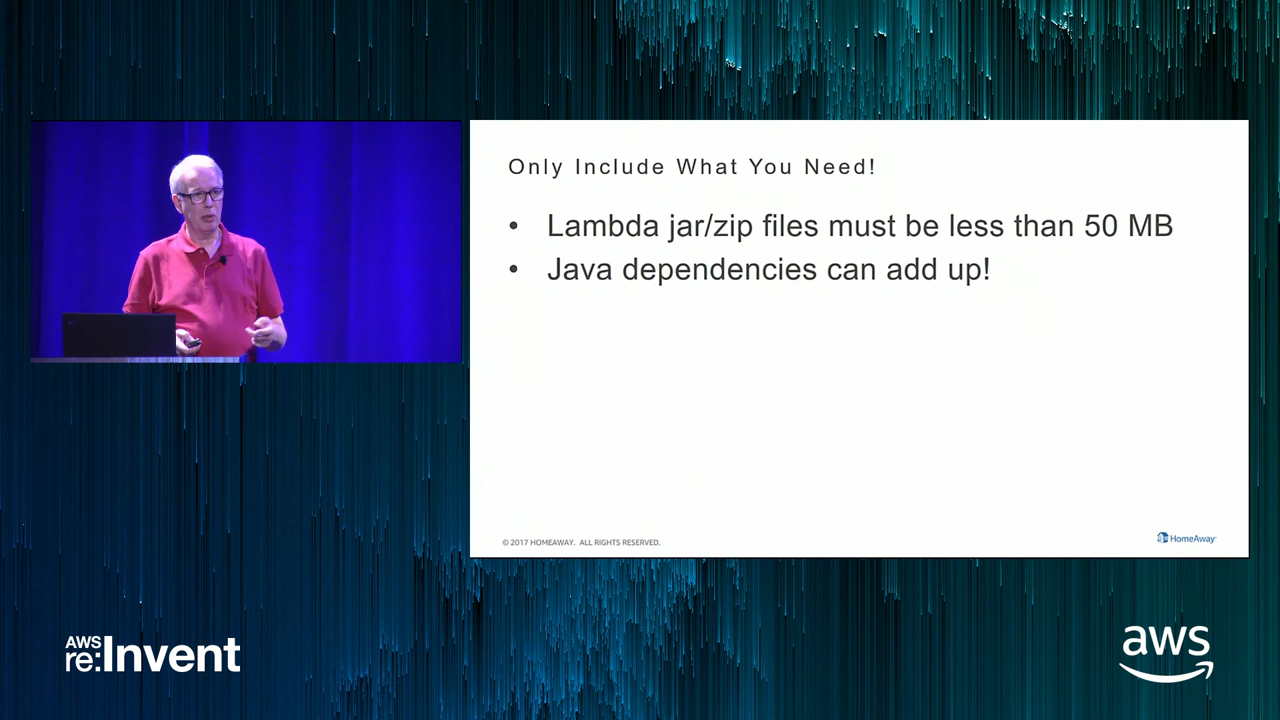 Only Include What You Need!
• Lambda jar/zip files must be less than 50 MB
• Java dependencies can add up!
© 2017 HOMEAWAY. ALL RIGHTS RESERVED.
HomeAway
AWS
re:Invent
aws